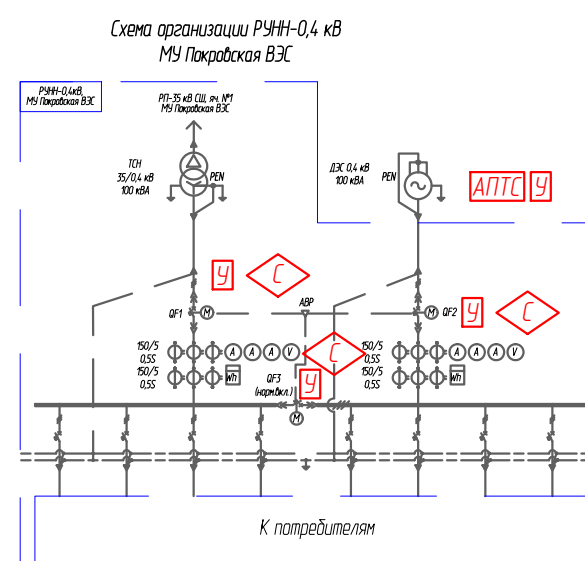 Схема организации РУНН-0,4 кВ
МУ Покровская ВЭС
РУНН-0,4кВ,
МУ Покровская ВЭС
РП-35 кВ СШ, яч. №1
МУ Покровская ВЭС
ТСН
35/0,4 кВ
100 кВА
PEN
ДЭС 0,4 кВ
100 кВА
PEN
АПТС У
У С
QF1 М
АВР
М QF2
У С
150/5
0,5S
А А А V
150/5
0,5S
Wh
С
150/5
0,5S
А А А V
150/5
0,5S
Wh
QF3
(норм.вкл.)
У
М
К потребителям